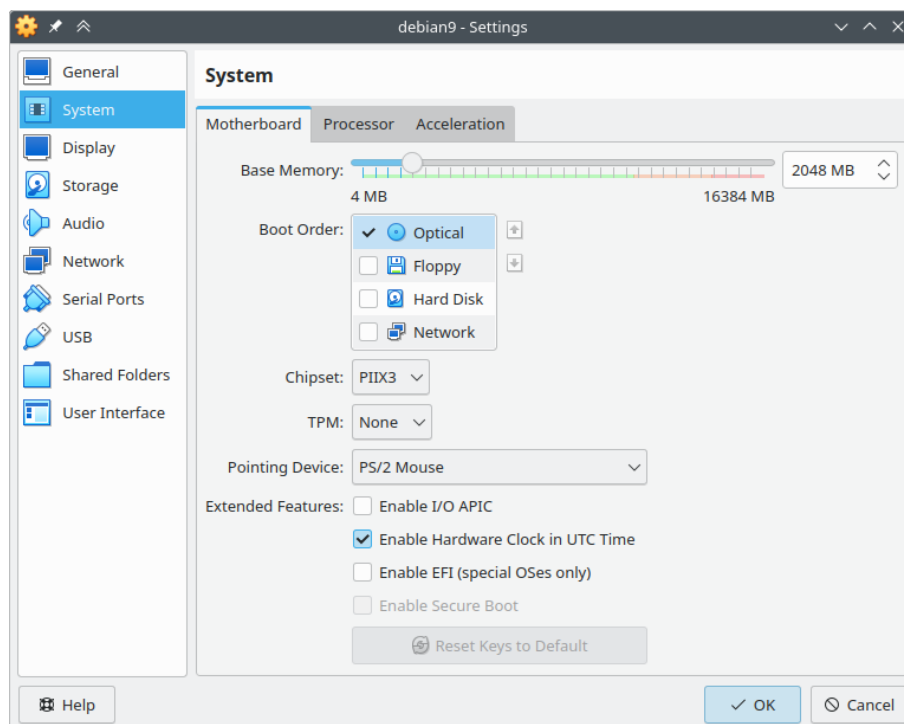 debian9 - Settings
General
System
Display
Storage
Audio
Network
Serial Ports
USB
Shared Folders
User Interface
System
Motherboard Processor Acceleration
Base Memory: 2048 MB
4 MB 16384 MB
Boot Order: Optical
Floppy
Hard Disk
Network
Chipset: PIIX3
TPM: None
Pointing Device: PS/2 Mouse
Extended Features: Enable I/O APIC
Enable Hardware Clock in UTC Time
Enable EFI (special OSes only)
Enable Secure Boot
Reset Keys to Default
Help OK Cancel